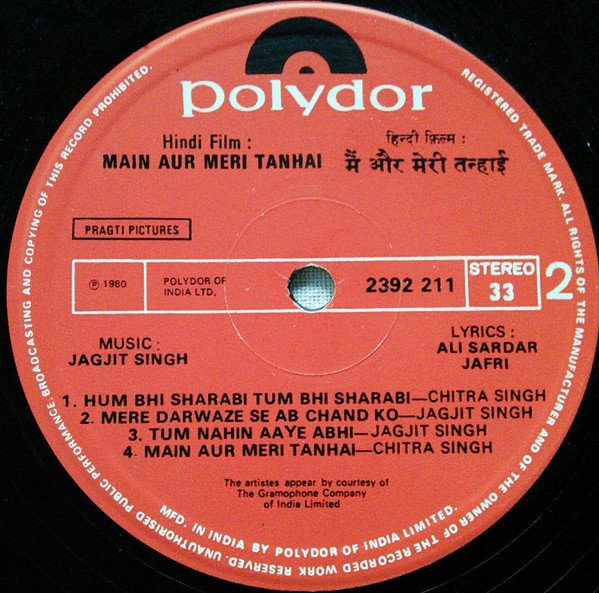 polydor
Hindi Film :
MAIN AUR MERI TANHAI
हिन्दी फ़िल्म :
मैं और मेरी तन्हाई
PRAGTI PICTURES
℗ 1980
POLYDOR OF
INDIA LTD.
2392 211
STEREO
33
2
MUSIC :
JAGJIT SINGH
LYRICS :
ALI SARDAR
JAFRI
1. HUM BHI SHARABI TUM BHI SHARABI—CHITRA SINGH
2. MERE DARWAZE SE AB CHAND KO—JAGJIT SINGH
3. TUM NAHIN AAYE ABHI—JAGJIT SINGH
4. MAIN AUR MERI TANHAI—CHITRA SINGH
The artistes appear by courtesy of
The Gramophone Company
of India Limited
MFD. IN INDIA BY POLYDOR OF INDIA LIMITED.
REGISTERED TRADE MARK. ALL RIGHTS OF THE MANUFACTURER AND OF THE OWNER OF THE RECORDED WORK RESERVED. UNAUTHORISED PUBLIC PERFORMANCE, BROADCASTING AND COPYING OF THIS RECORD PROHIBITED.